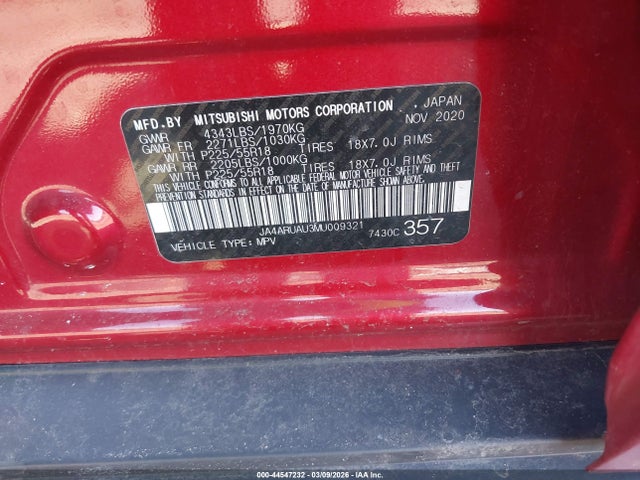 MFD.BY MITSUBISHI MOTORS CORPORATION, JAPAN
GVWR 4343LBS/1970KG NOV 2020
GAWR FR 2271LBS/1030KG
WITH P225/55R18 TIRES 18X7.0J RIMS
GAWR RR 2205LBS/1000KG
WITH P225/55R18 TIRES 18X7.0J RIMS
THIS VEHICLE CONFORMS TO ALL APPLICABLE FEDERAL MOTOR VEHICLE SAFETY AND THEFT
PREVENTION STANDARDS IN EFFECT ON THE DATE OF MANUFACTURE SHOWN ABOVE.
JA4ARUAU3MU009321 7430C 357
VEHICLE TYPE: MPV
000-44547232 - 03/09/2026 - IAA Inc.